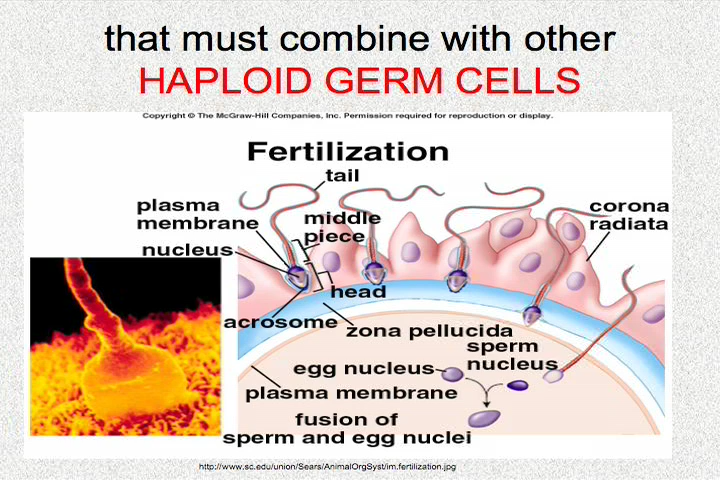 that must combine with other
HAPLOID GERM CELLS
Copyright © The McGraw-Hill Companies, Inc. Permission required for reproduction or display.
Fertilization
tail
plasma
membrane
middle
piece
corona
radiata
nucleus
head
acrosome
zona pellucida
sperm
nucleus
egg nucleus
plasma membrane
fusion of
sperm and egg nuclei
http://www.sc.edu/union/Sears/AnimalOrgSyst/im.fertilization.jpg